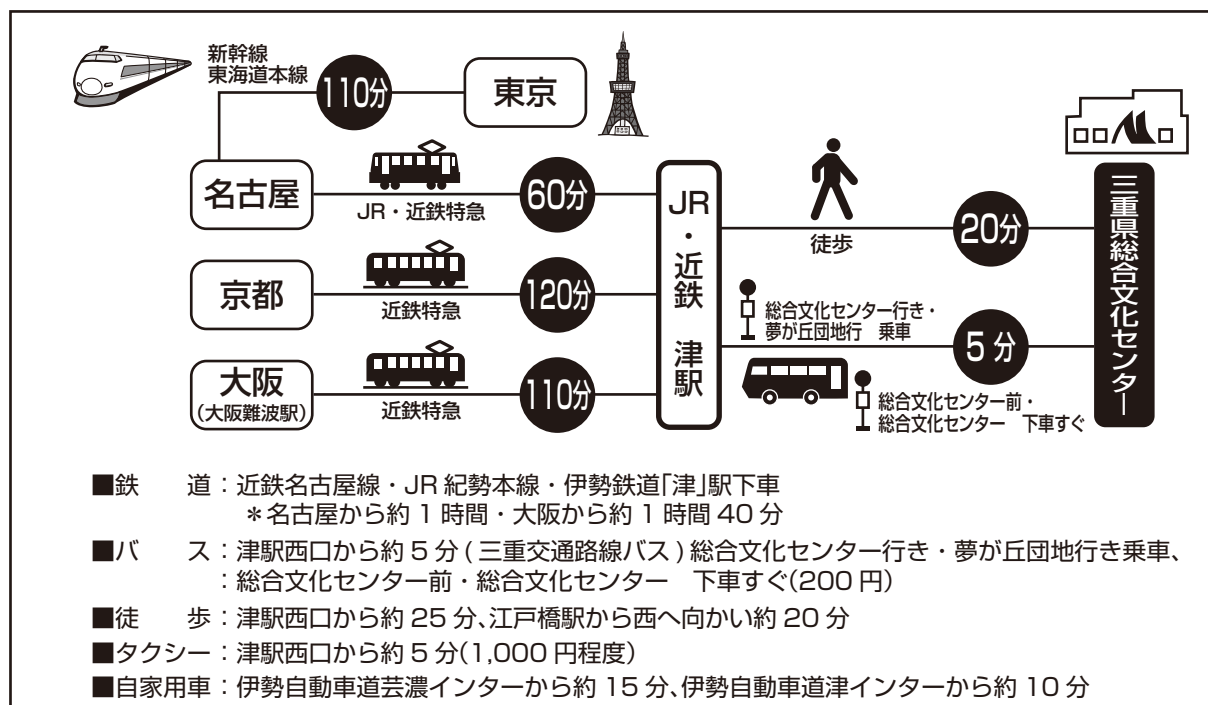 新幹線
東海道本線
110分
東京
名古屋
JR・近鉄特急
60分
京都
近鉄特急
120分
大阪
(大阪難波駅)
近鉄特急
110分
JR・近鉄 津駅
徒歩
20分
総合文化センター行き・
夢が丘団地行 乗車
5分
総合文化センター前・
総合文化センター 下車すぐ
三重県総合文化センター
■鉄 道:近鉄名古屋線・JR 紀勢本線・伊勢鉄道「津」駅下車
*名古屋から約 1 時間・大阪から約 1 時間 40 分
■バ ス:津駅西口から約 5 分 ( 三重交通路線バス ) 総合文化センター行き・夢が丘団地行き乗車、
:総合文化センター前・総合文化センター 下車すぐ(200 円)
■徒 歩:津駅西口から約 25 分、江戸橋駅から西へ向かい約 20 分
■タクシー:津駅西口から約 5 分(1,000 円程度)
■自家用車:伊勢自動車道芸濃インターから約 15 分、伊勢自動車道津インターから約 10 分